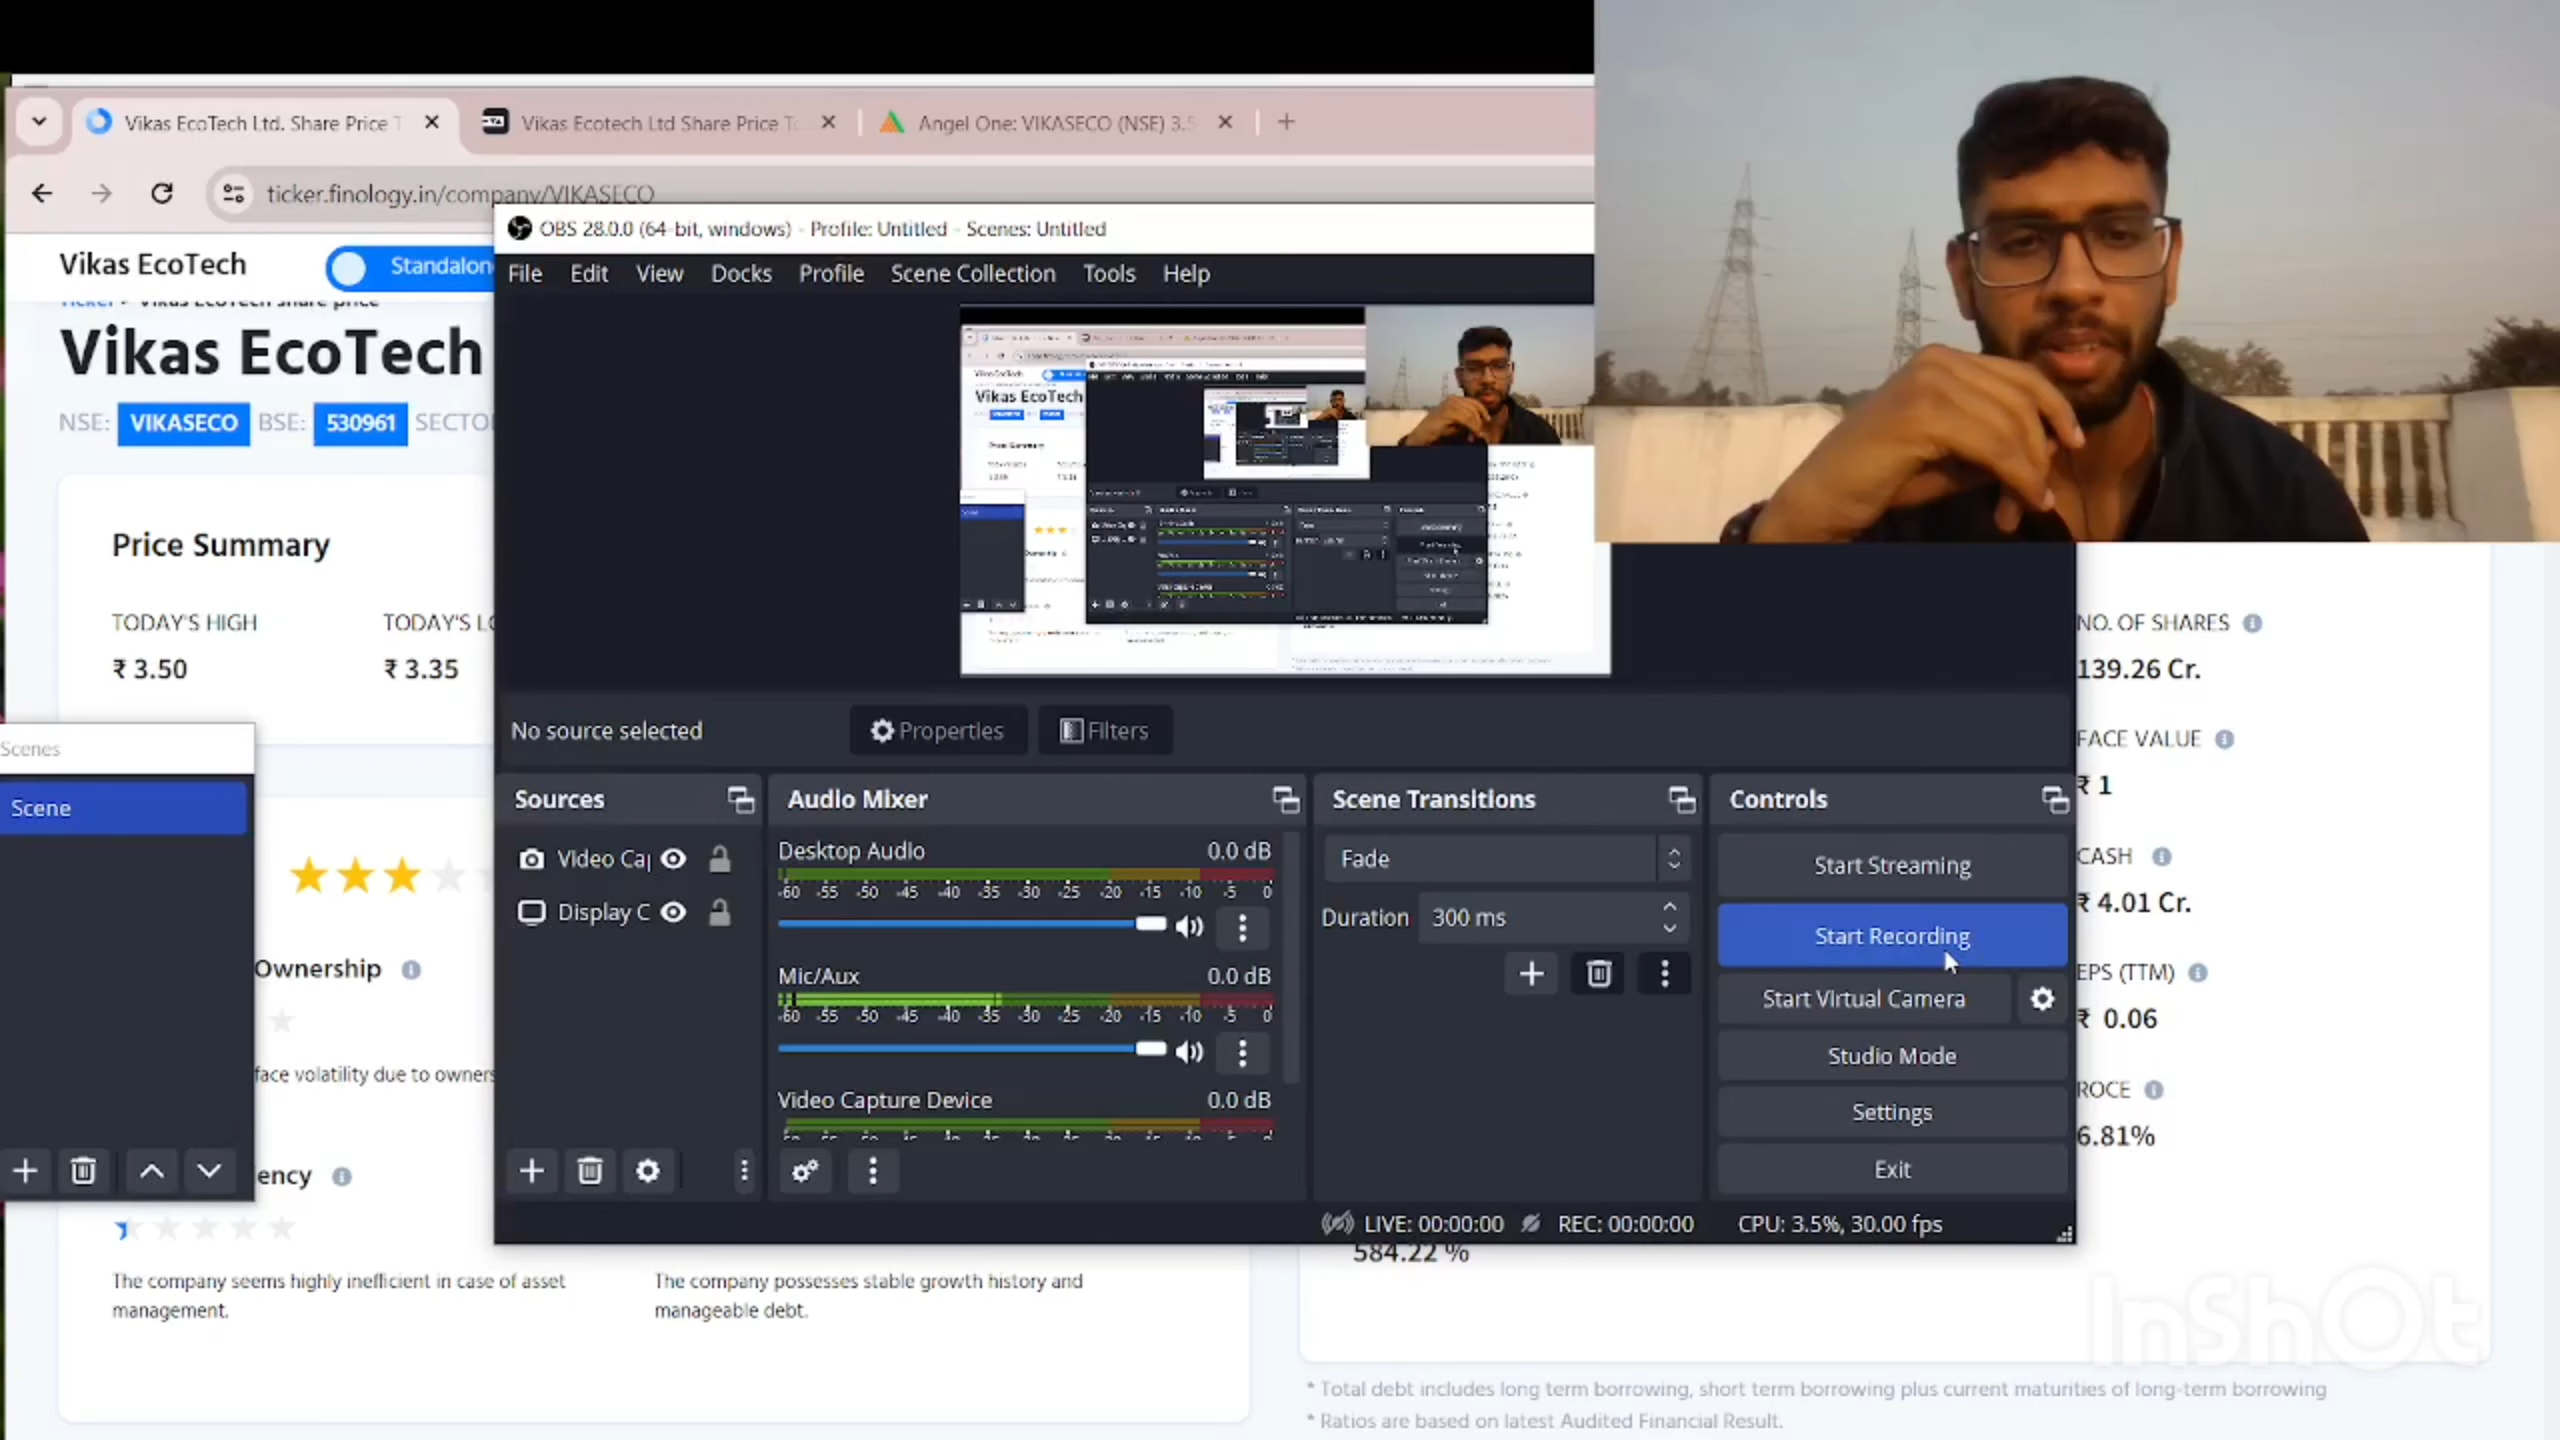 Vikas EcoTech Ltd. Share Price T
Vikas Ecotech Ltd Share Price To
Angel One: VIKASECO (NSE) 3.5
ticker.finology.in/company/VIKASECO
OBS 28.0.0 (64-bit, windows) - Profile: Untitled - Scenes: Untitled
Vikas EcoTech
Standalon
File Edit View Docks Profile Scene Collection Tools Help
Ticker > Vikas EcoTech share price
Vikas EcoTech
NSE: VIKASECO BSE: 530961 SECTO
Price Summary
TODAY'S HIGH
₹ 3.50
TODAY'S LO
₹ 3.35
NO. OF SHARES
139.26 Cr.
FACE VALUE
₹ 1
CASH
₹ 4.01 Cr.
EPS (TTM)
₹ 0.06
ROCE
6.81%
No source selected
Properties
Filters
Scenes
Scene
Sources
Video Ca
Display C
Audio Mixer
Desktop Audio 0.0 dB
-60 -55 -50 -45 -40 -35 -30 -25 -20 -15 -10 -5 0
Mic/Aux 0.0 dB
-60 -55 -50 -45 -40 -35 -30 -25 -20 -15 -10 -5 0
Video Capture Device 0.0 dB
Scene Transitions
Fade
Duration 300 ms
Controls
Start Streaming
Start Recording
Start Virtual Camera
Studio Mode
Settings
Exit
LIVE: 00:00:00 REC: 00:00:00 CPU: 3.5%, 30.00 fps
Ownership
face volatility due to owners
ency
The company seems highly inefficient in case of asset
management.
The company possesses stable growth history and
manageable debt.
584.22 %
* Total debt includes long term borrowing, short term borrowing plus current maturities of long-term borrowing
* Ratios are based on latest Audited Financial Result.
InShOt